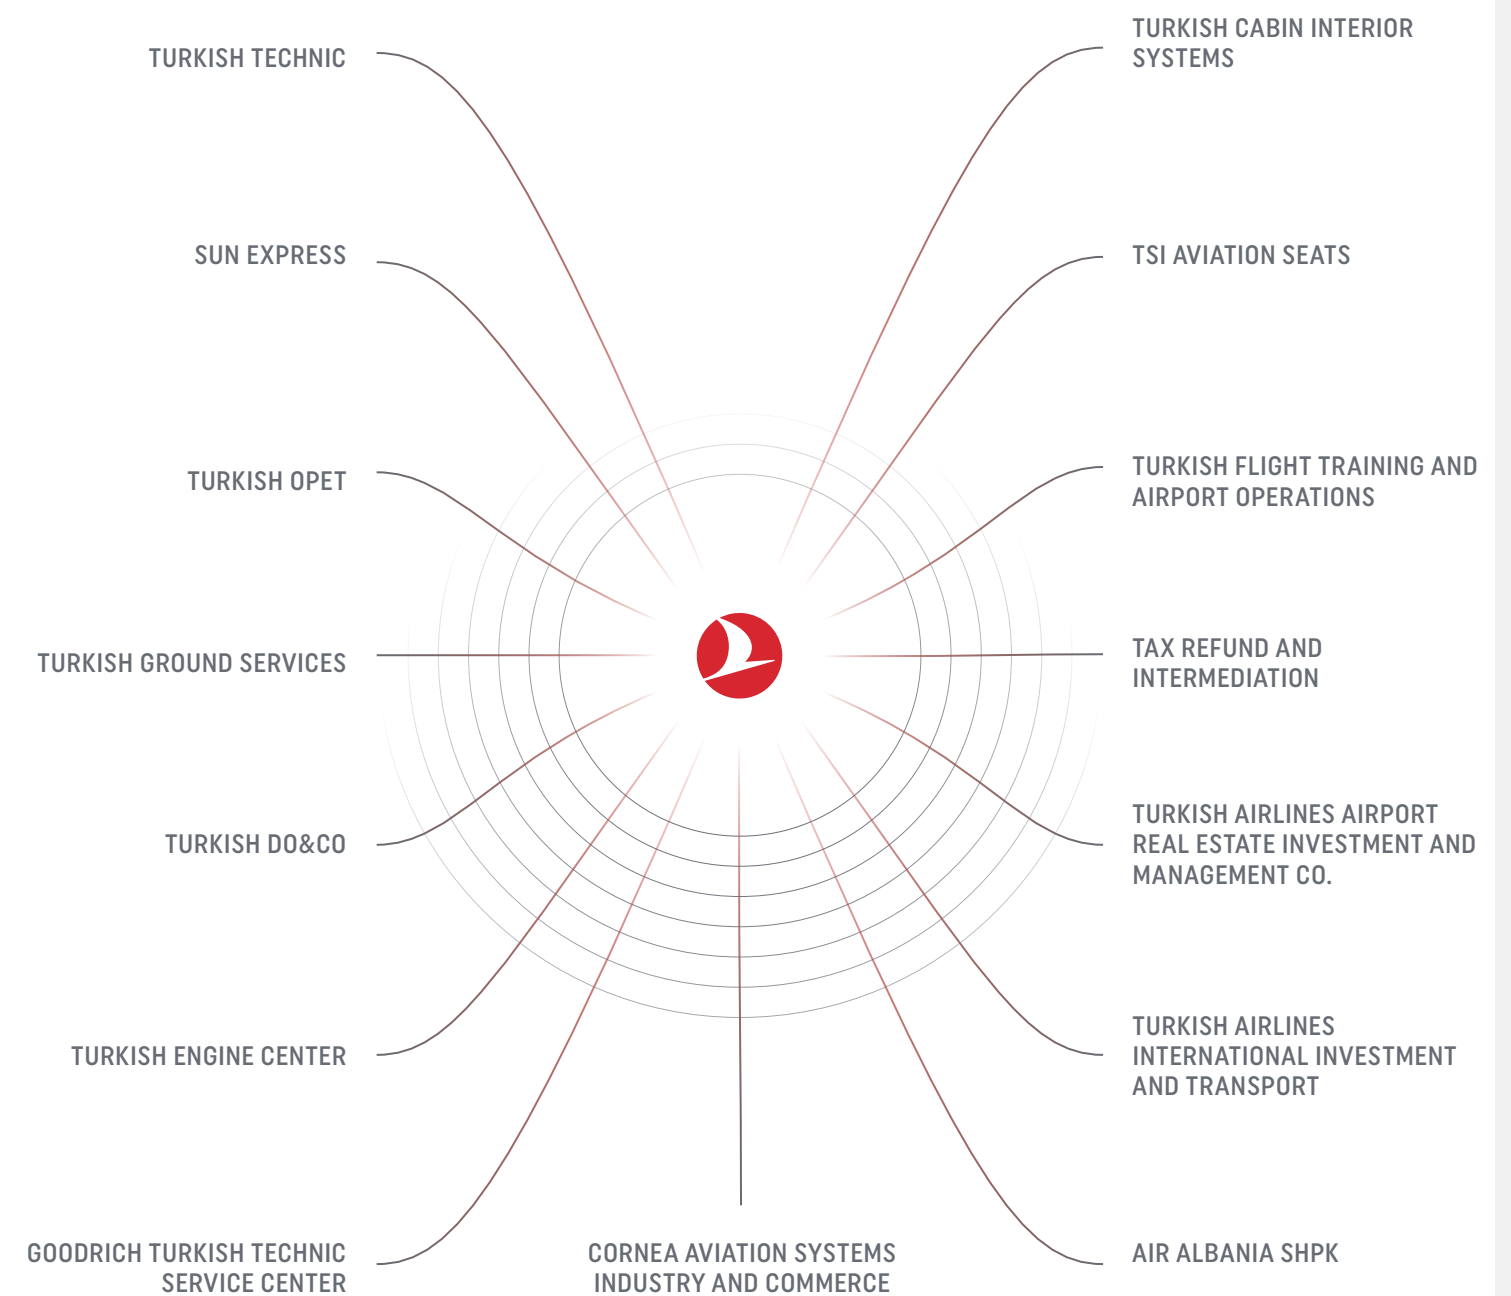 TURKISH TECHNIC
SUN EXPRESS
TURKISH OPET
TURKISH GROUND SERVICES
TURKISH DO&CO
TURKISH ENGINE CENTER
GOODRICH TURKISH TECHNIC
SERVICE CENTER
CORNEA AVIATION SYSTEMS
INDUSTRY AND COMMERCE
TURKISH CABIN INTERIOR
SYSTEMS
TSI AVIATION SEATS
TURKISH FLIGHT TRAINING AND
AIRPORT OPERATIONS
TAX REFUND AND
INTERMEDIATION
TURKISH AIRLINES AIRPORT
REAL ESTATE INVESTMENT AND
MANAGEMENT CO.
TURKISH AIRLINES
INTERNATIONAL INVESTMENT
AND TRANSPORT
AIR ALBANIA SHPK